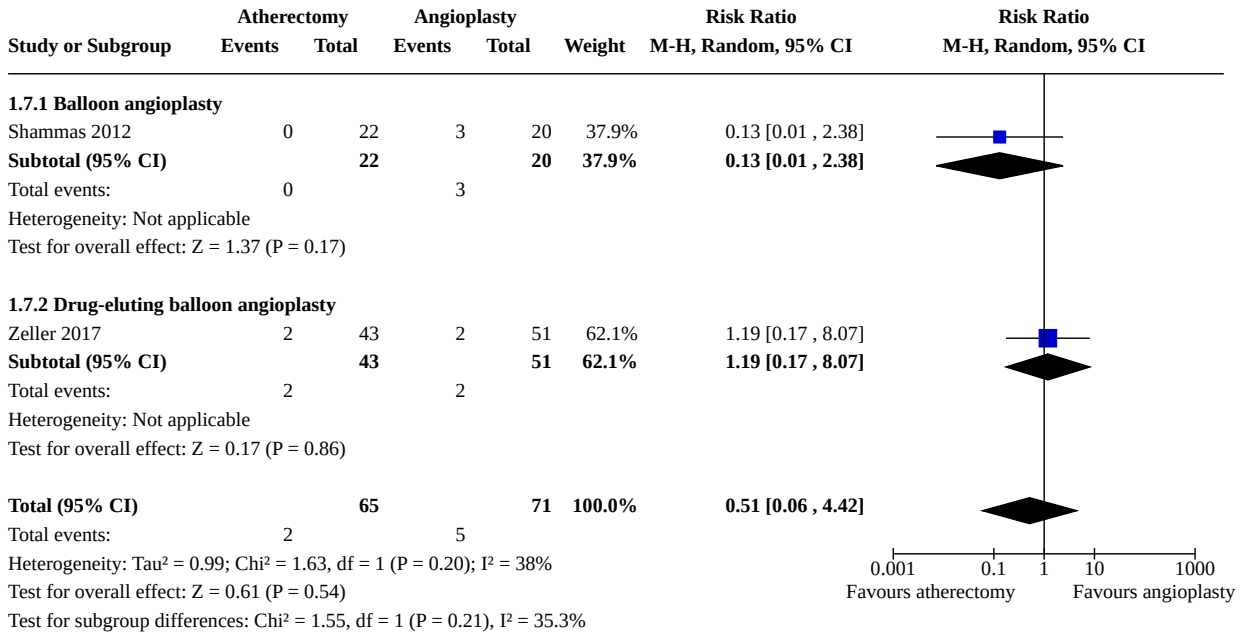 Atherectomy Angioplasty Risk Ratio Risk Ratio
Study or Subgroup Events Total Events Total Weight M-H, Random, 95% CI M-H, Random, 95% CI
1.7.1 Balloon angioplasty
Shammas 2012 0 22 3 20 37.9% 0.13 [0.01 , 2.38]
Subtotal (95% CI) 22 20 37.9% 0.13 [0.01 , 2.38]
Total events: 0 3
Heterogeneity: Not applicable
Test for overall effect: Z = 1.37 (P = 0.17)
1.7.2 Drug-eluting balloon angioplasty
Zeller 2017 2 43 2 51 62.1% 1.19 [0.17 , 8.07]
Subtotal (95% CI) 43 51 62.1% 1.19 [0.17 , 8.07]
Total events: 2 2
Heterogeneity: Not applicable
Test for overall effect: Z = 0.17 (P = 0.86)
Total (95% CI) 65 71 100.0% 0.51 [0.06 , 4.42]
Total events: 2 5
Heterogeneity: Tau² = 0.99; Chi² = 1.63, df = 1 (P = 0.20); I² = 38%
0.001 0.1 1 10 1000
Test for overall effect: Z = 0.61 (P = 0.54) Favours atherectomy Favours angioplasty
Test for subgroup differences: Chi² = 1.55, df = 1 (P = 0.21), I² = 35.3%